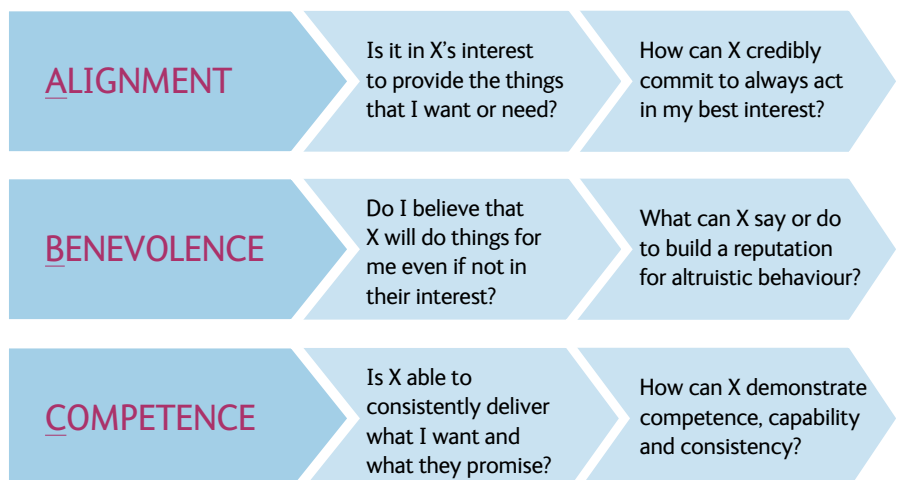 ALIGNMENT
Is it in X's interest
to provide the things
that I want or need?
How can X credibly
commit to always act
in my best interest?
BENEVOLENCE
Do I believe that
X will do things for
me even if not in
their interest?
What can X say or do
to build a reputation
for altruistic behaviour?
COMPETENCE
Is X able to
consistently deliver
what I want and
what they promise?
How can X demonstrate
competence, capability
and consistency?